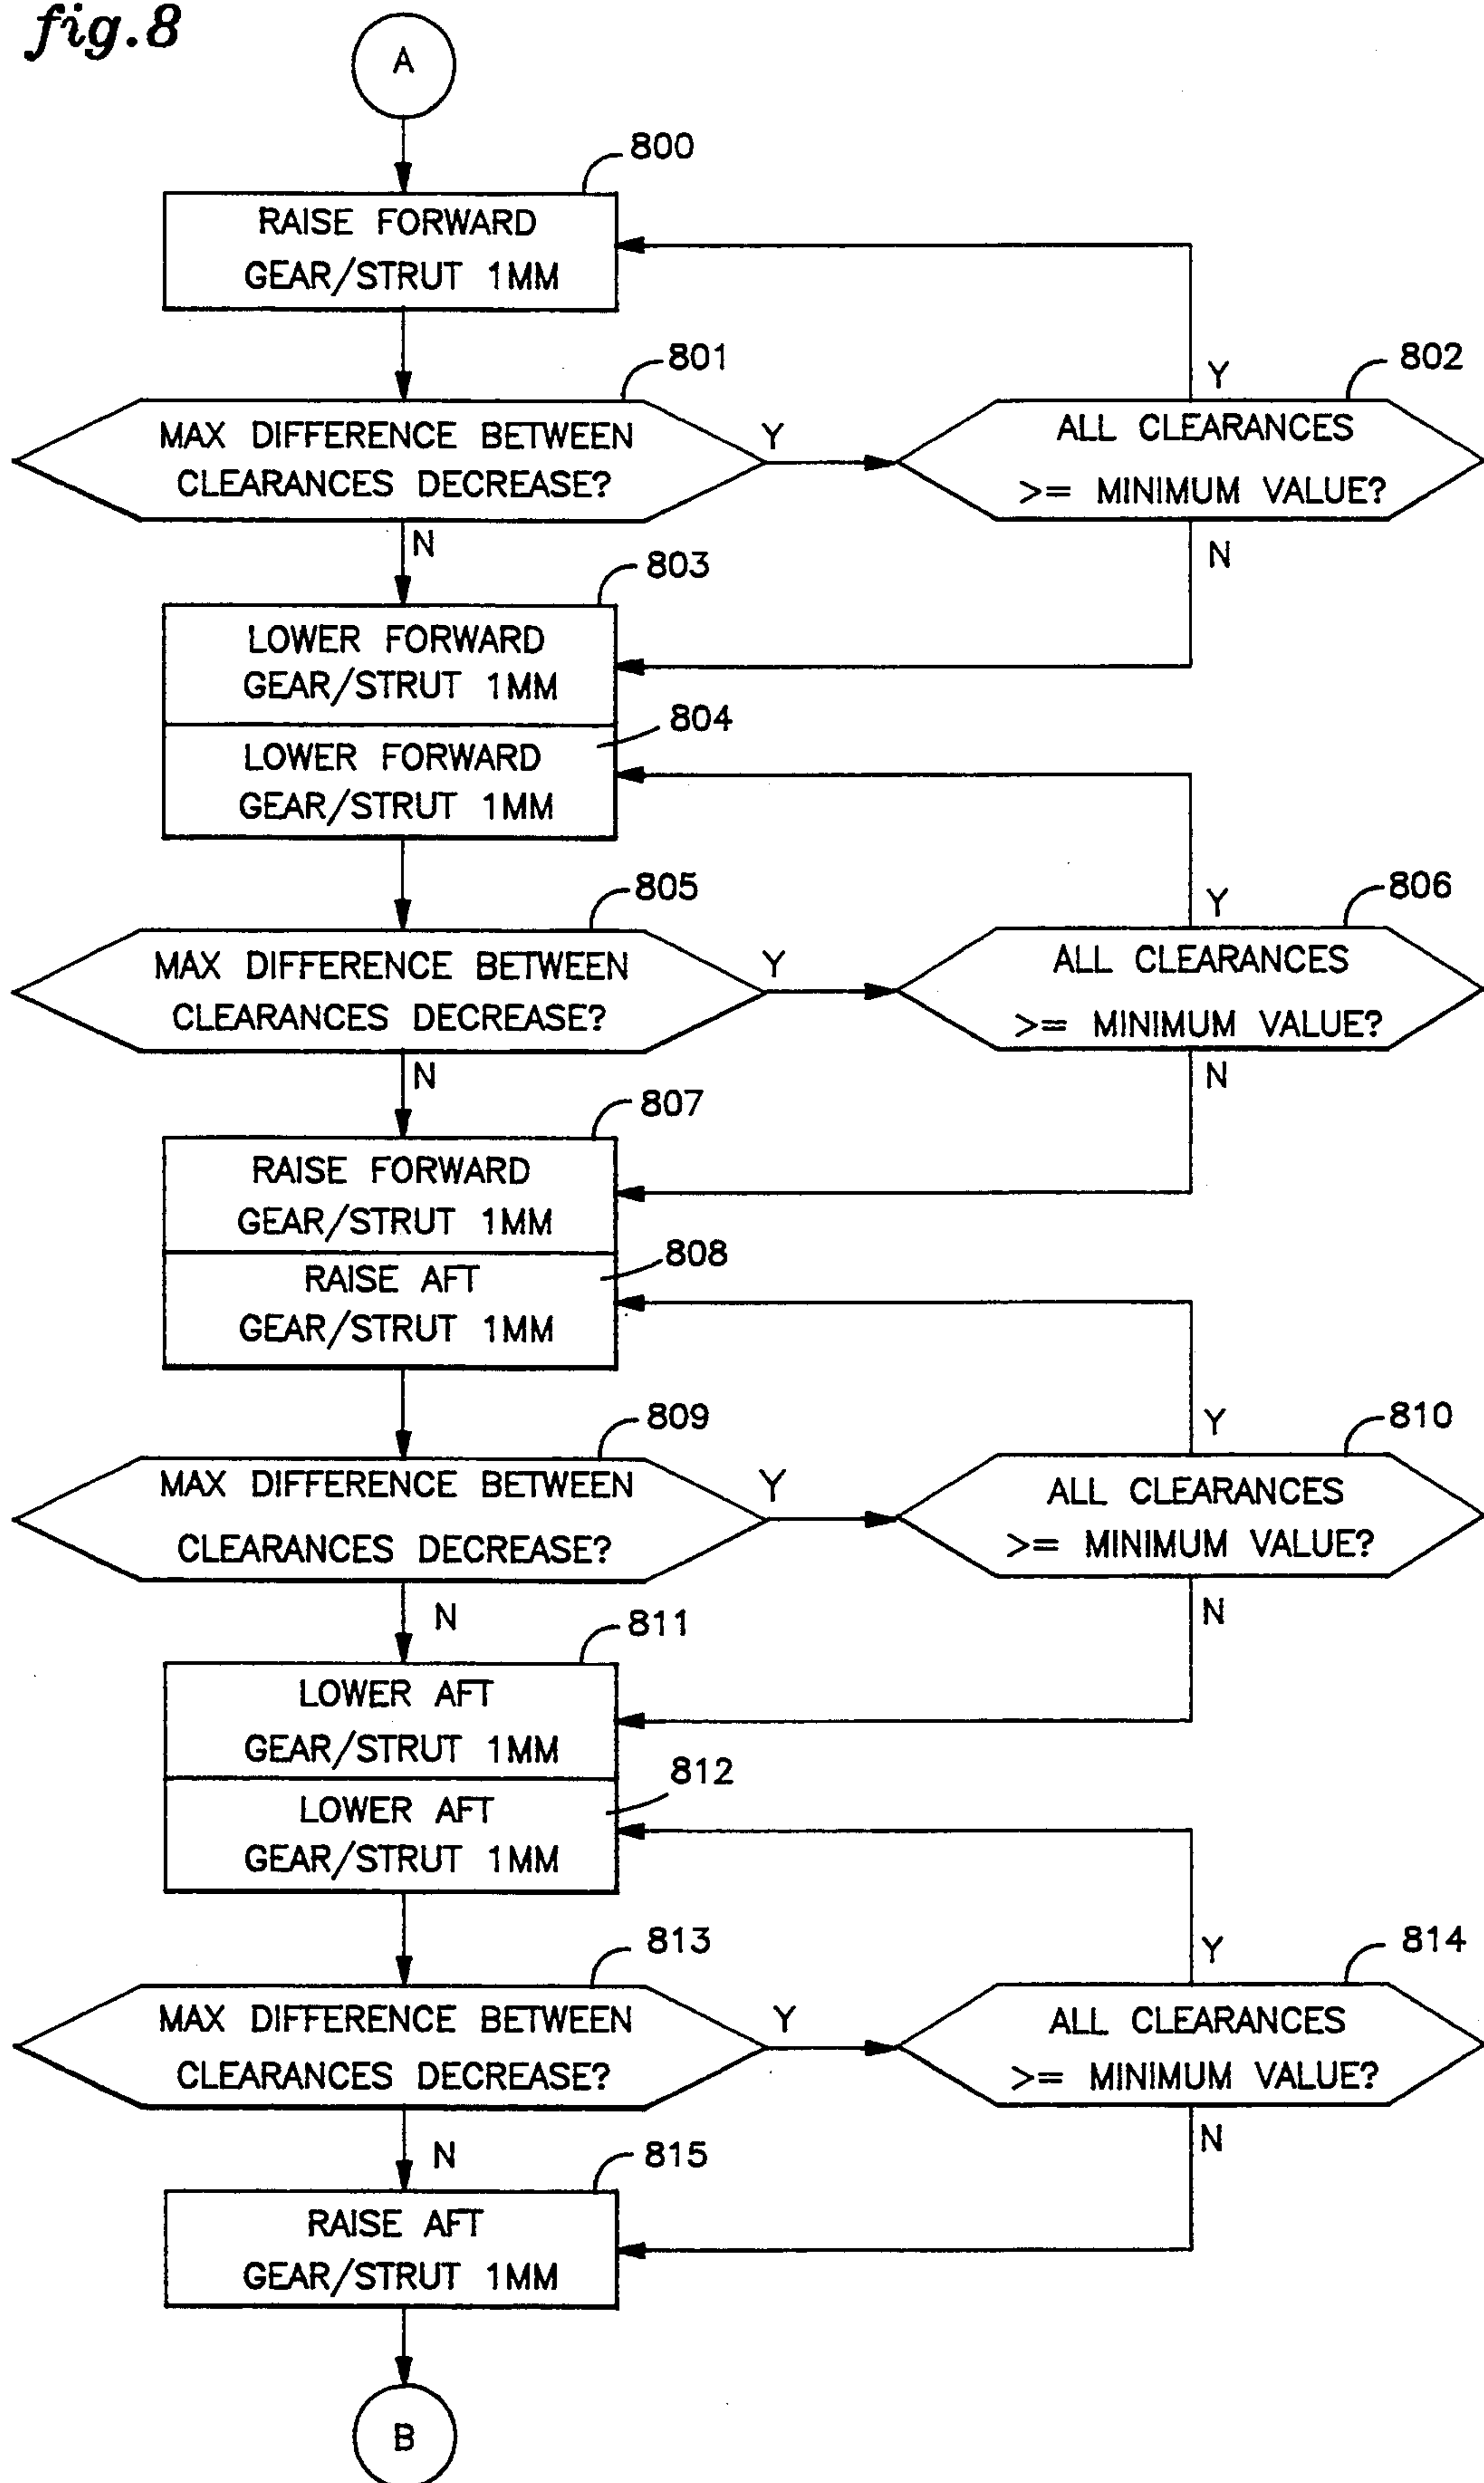 fig.8
A
800
RAISE FORWARD
GEAR/STRUT 1MM
801
MAX DIFFERENCE BETWEEN
CLEARANCES DECREASE?
Y
802
Y
ALL CLEARANCES
>= MINIMUM VALUE?
N
N
803
LOWER FORWARD
GEAR/STRUT 1MM
804
LOWER FORWARD
GEAR/STRUT 1MM
805
MAX DIFFERENCE BETWEEN
CLEARANCES DECREASE?
Y
806
Y
ALL CLEARANCES
>= MINIMUM VALUE?
N
N
807
RAISE FORWARD
GEAR/STRUT 1MM
808
RAISE AFT
GEAR/STRUT 1MM
809
MAX DIFFERENCE BETWEEN
CLEARANCES DECREASE?
Y
810
Y
ALL CLEARANCES
>= MINIMUM VALUE?
N
N
811
LOWER AFT
GEAR/STRUT 1MM
812
LOWER AFT
GEAR/STRUT 1MM
813
MAX DIFFERENCE BETWEEN
CLEARANCES DECREASE?
Y
814
Y
ALL CLEARANCES
>= MINIMUM VALUE?
N
N
815
RAISE AFT
GEAR/STRUT 1MM
B